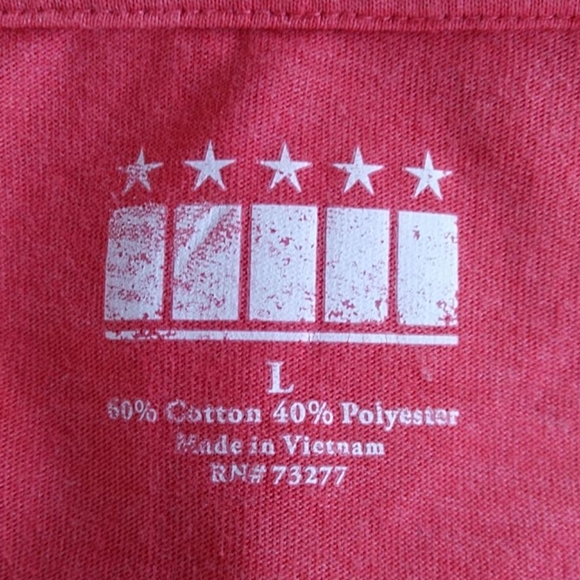 L
60% Cotton 40% Polyester
Made in Vietnam
RN# 73277